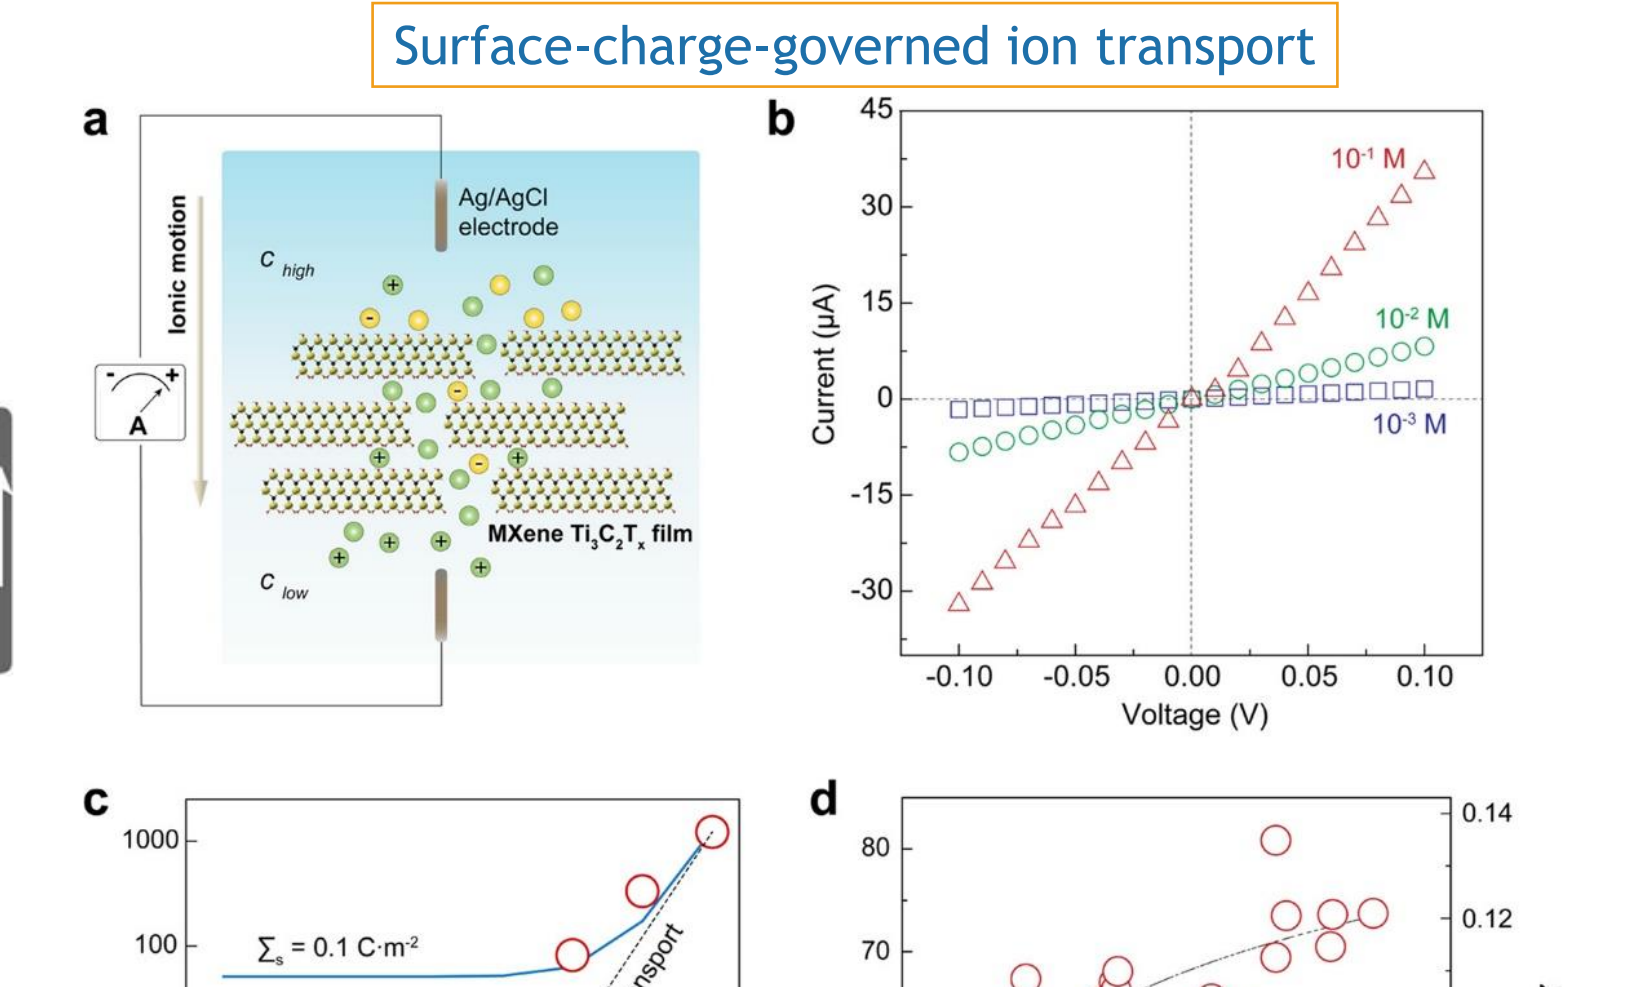 Surface-charge-governed ion transport
a
Ag/AgCl
electrode
C high
Ionic motion
+
-
-
- +
A
+
-
+
MXene Ti₃C₂Tₓ film
+
+
+
+
C low
b
45
30
15
0
-15
-30
Current (μA)
10⁻¹ M
10⁻² M
10⁻³ M
-0.10
-0.05
0.00
0.05
0.10
Voltage (V)
c
1000
100
∑ₛ = 0.1 C·m⁻²
nsport
d
80
70
0.14
0.12